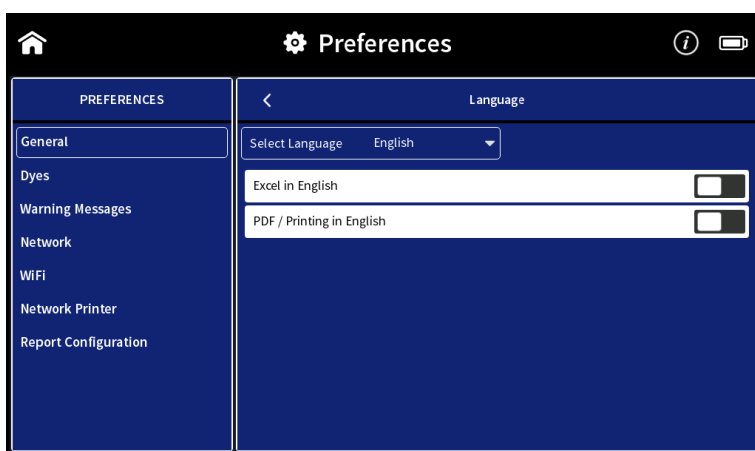 Preferences
i
PREFERENCES
General
Dyes
Warning Messages
Network
WiFi
Network Printer
Report Configuration
Language
Select Language English
Excel in English
PDF / Printing in English